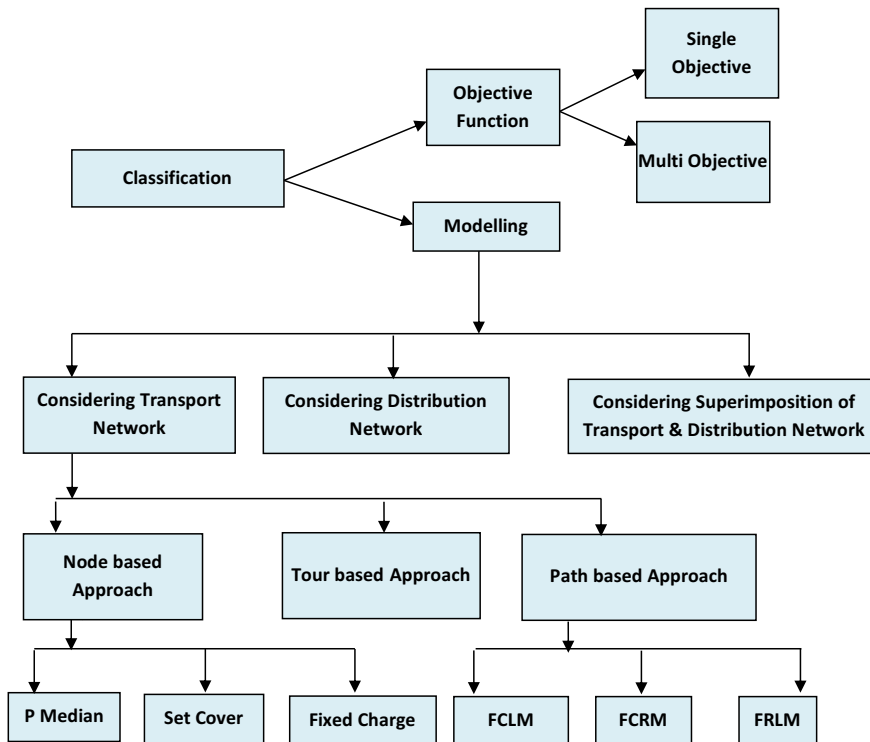 Single
Objective
Objective
Function
Multi Objective
Classification
Modelling
Considering Transport
Network
Considering Distribution
Network
Considering Superimposition of
Transport & Distribution Network
Node based
Approach
Tour based Approach
Path based Approach
P Median
Set Cover
Fixed Charge
FCLM
FCRM
FRLM